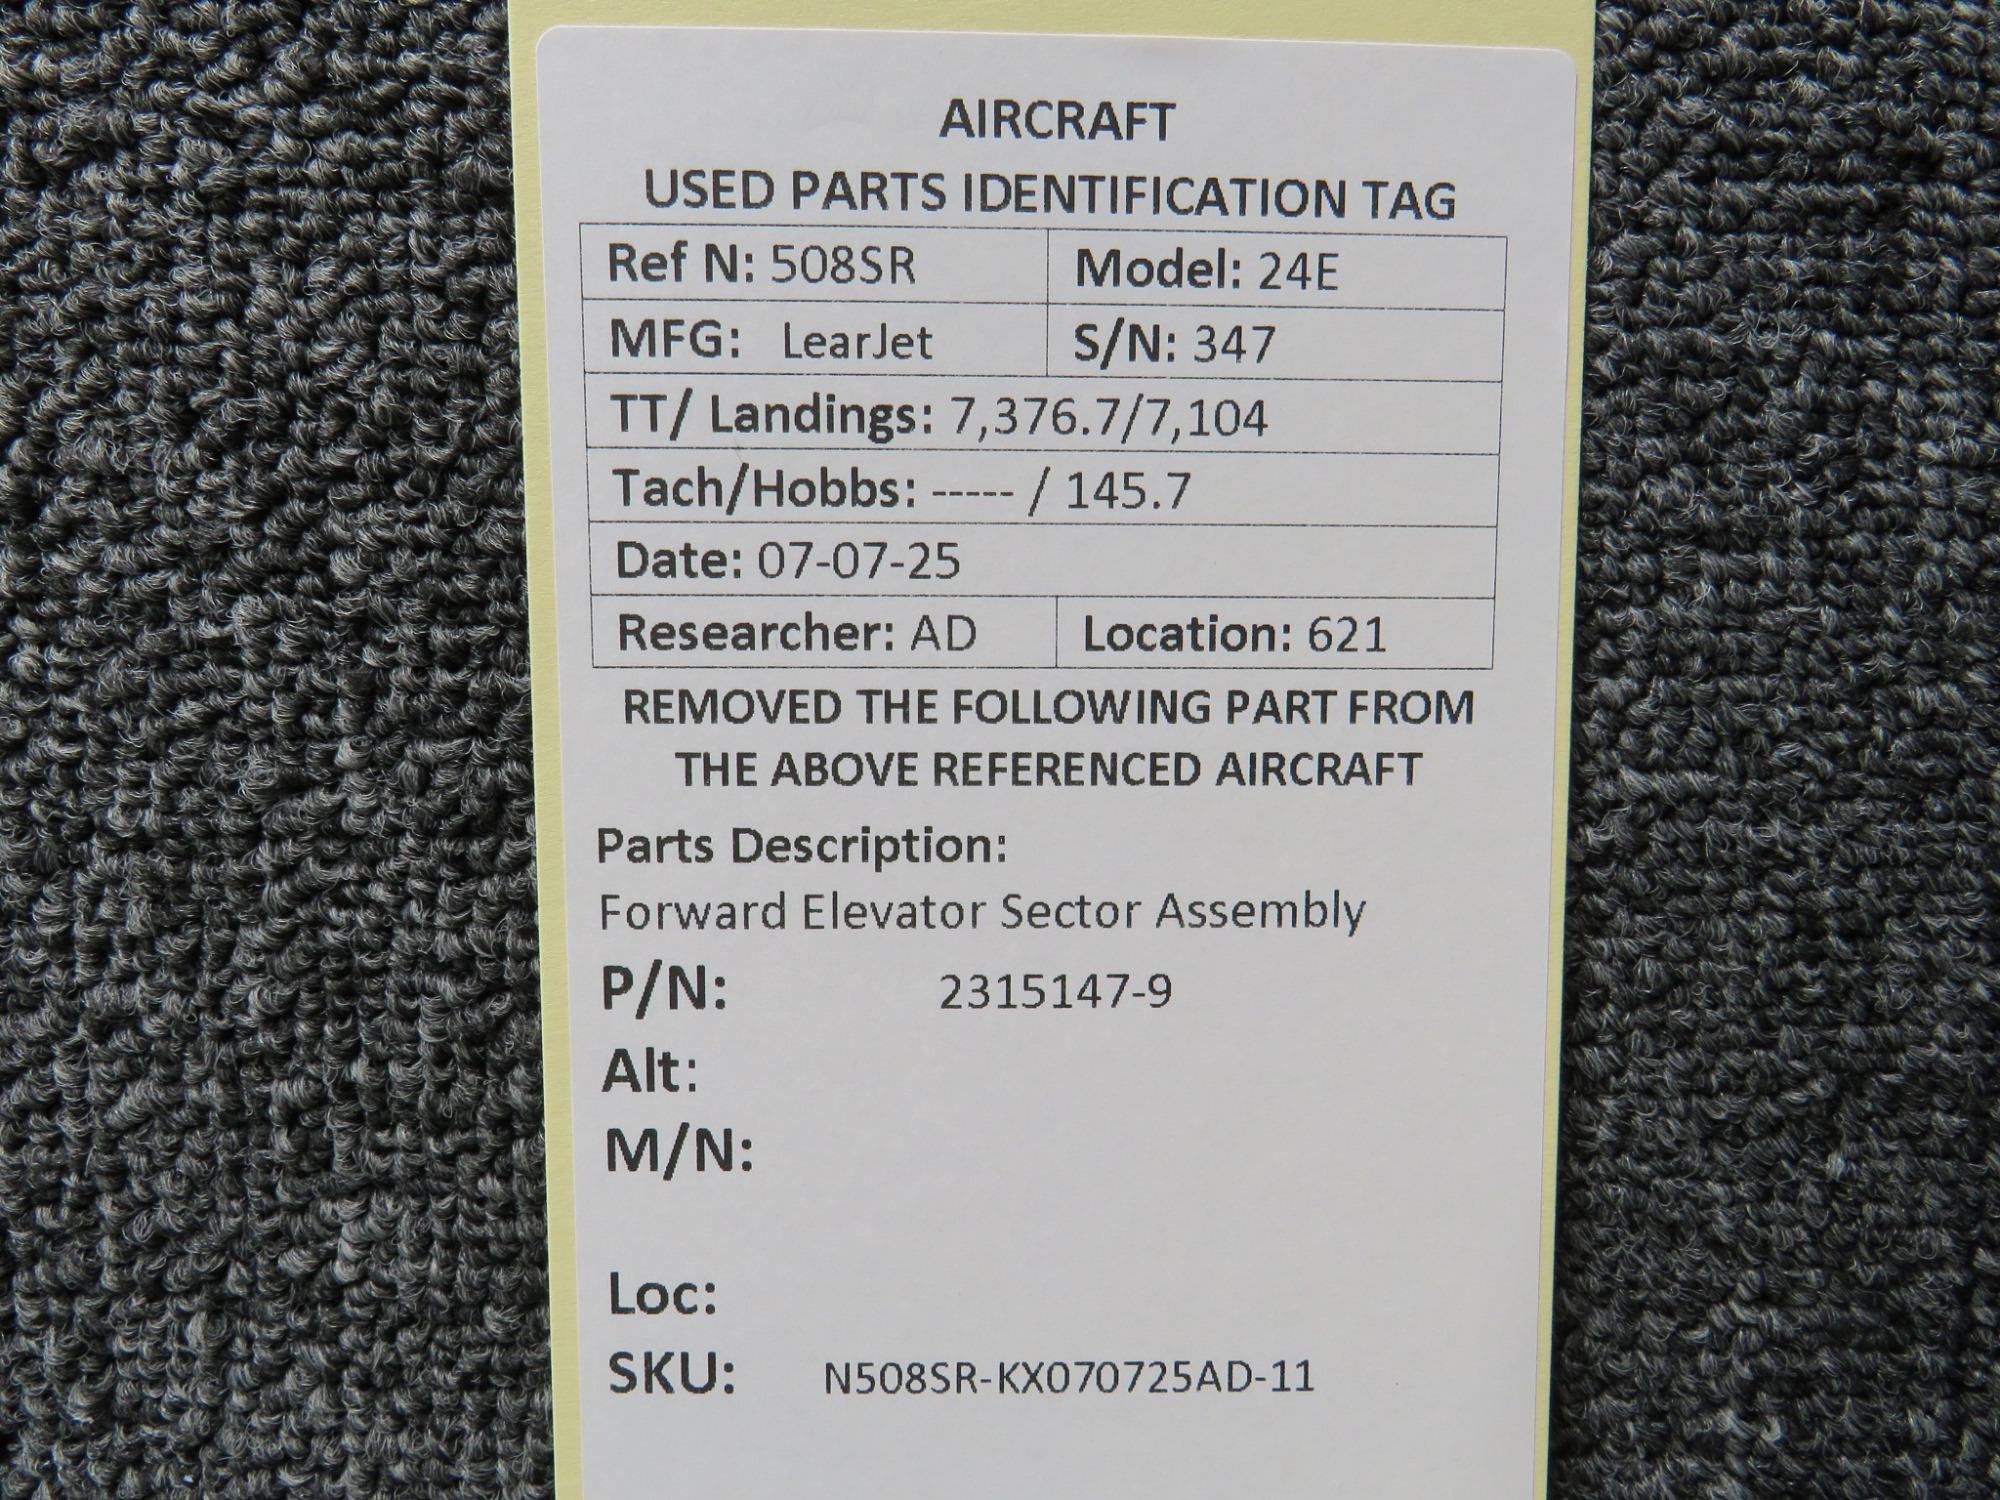 AIRCRAFT
USED PARTS IDENTIFICATION TAG
Ref N: 508SR Model: 24E
MFG: LearJet S/N: 347
TT/ Landings: 7,376.7/7,104
Tach/Hobbs: ----- / 145.7
Date: 07-07-25
Researcher: AD Location: 621
REMOVED THE FOLLOWING PART FROM
THE ABOVE REFERENCED AIRCRAFT
Parts Description:
Forward Elevator Sector Assembly
P/N: 2315147-9
Alt:
M/N:
Loc:
SKU: N508SR-KX070725AD-11